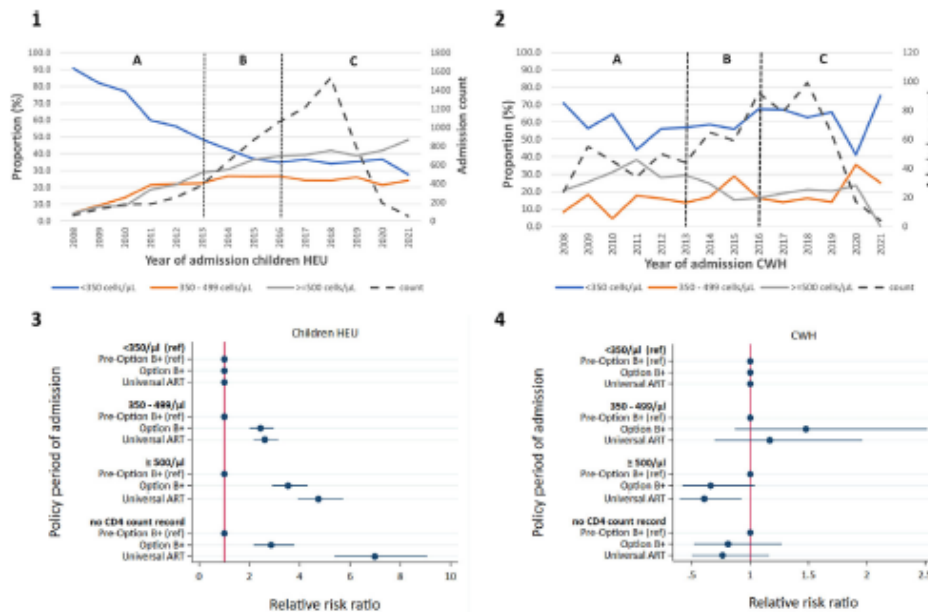 1
A B C
100.0
90.0
80.0
70.0
60.0
50.0
40.0
30.0
20.0
10.0
0.0
Proportion (%)
1800
1600
1400
1200
1000
800
600
400
200
0
Admission count
2008 2009 2010 2011 2012 2013 2014 2015 2016 2017 2018 2019 2020 2021
Year of admission children HEU
<350 cells/µL 350 - 499 cells/µL >=500 cells/µL count
2
A B C
100.0
90.0
80.0
70.0
60.0
50.0
40.0
30.0
20.0
10.0
0.0
Proportion (%)
120
100
80
60
40
20
0
2008 2009 2010 2011 2012 2013 2014 2015 2016 2017 2018 2019 2020 2021
Year of admission CWH
<350 cells/µL 350 - 499 cells/µL >=500 cells/µL count
3
Children HEU
Policy period of admission
<350/µl (ref)
Pre-Option B+ (ref)
Option B+
Universal ART
350 - 499/µl
Pre-Option B+ (ref)
Option B+
Universal ART
≥ 500/µl
Pre-Option B+ (ref)
Option B+
Universal ART
no CD4 count record
Pre-Option B+ (ref)
Option B+
Universal ART
0 2 4 6 8 10
Relative risk ratio
4
CWH
Policy period of admission
<350/µl (ref)
Pre-Option B+ (ref)
Option B+
Universal ART
350 - 499/µl
Pre-Option B+ (ref)
Option B+
Universal ART
≥ 500/µl
Pre-Option B+ (ref)
Option B+
Universal ART
no CD4 count record
Pre-Option B+ (ref)
Option B+
Universal ART
.5 1 1.5 2 2.5
Relative risk ratio